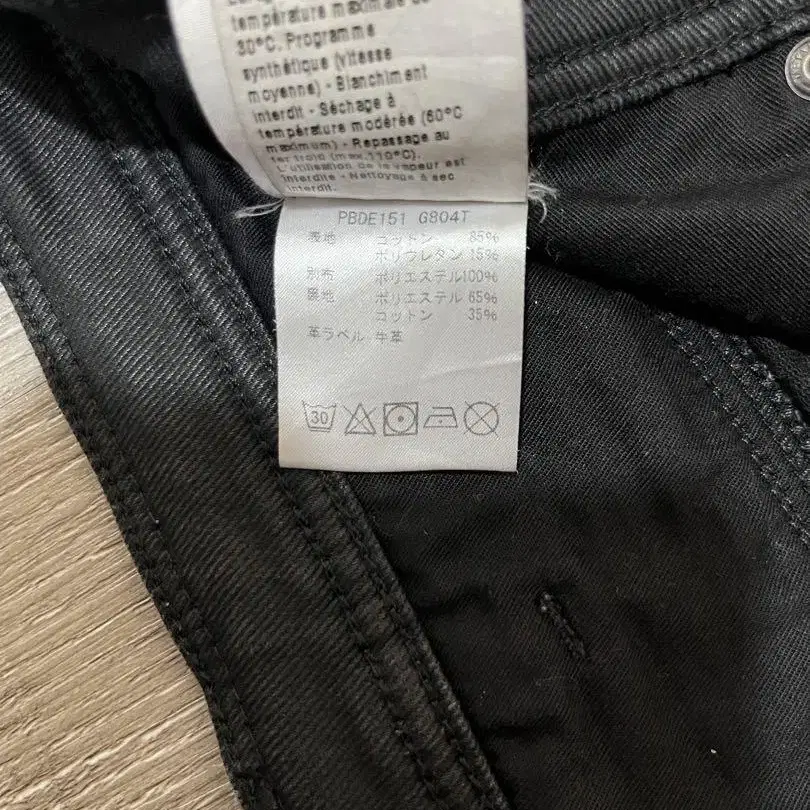 température maximale de
30°C. Programme
synthétique (vitesse
moyenne) - Blanchiment
interdit - Séchage à
température modérée (60°C
maximum) - Repassage au
fer froid (max.110°C).
L'utilisation de la vapeur est
interdite - Nettoyage à sec
interdit.
PBDE151 G804T
表地 コットン 85%
ポリウレタン 15%
別布 ポリエステル100%
裏地 ポリエステル 65%
コットン 35%
革ラベル 牛革
30